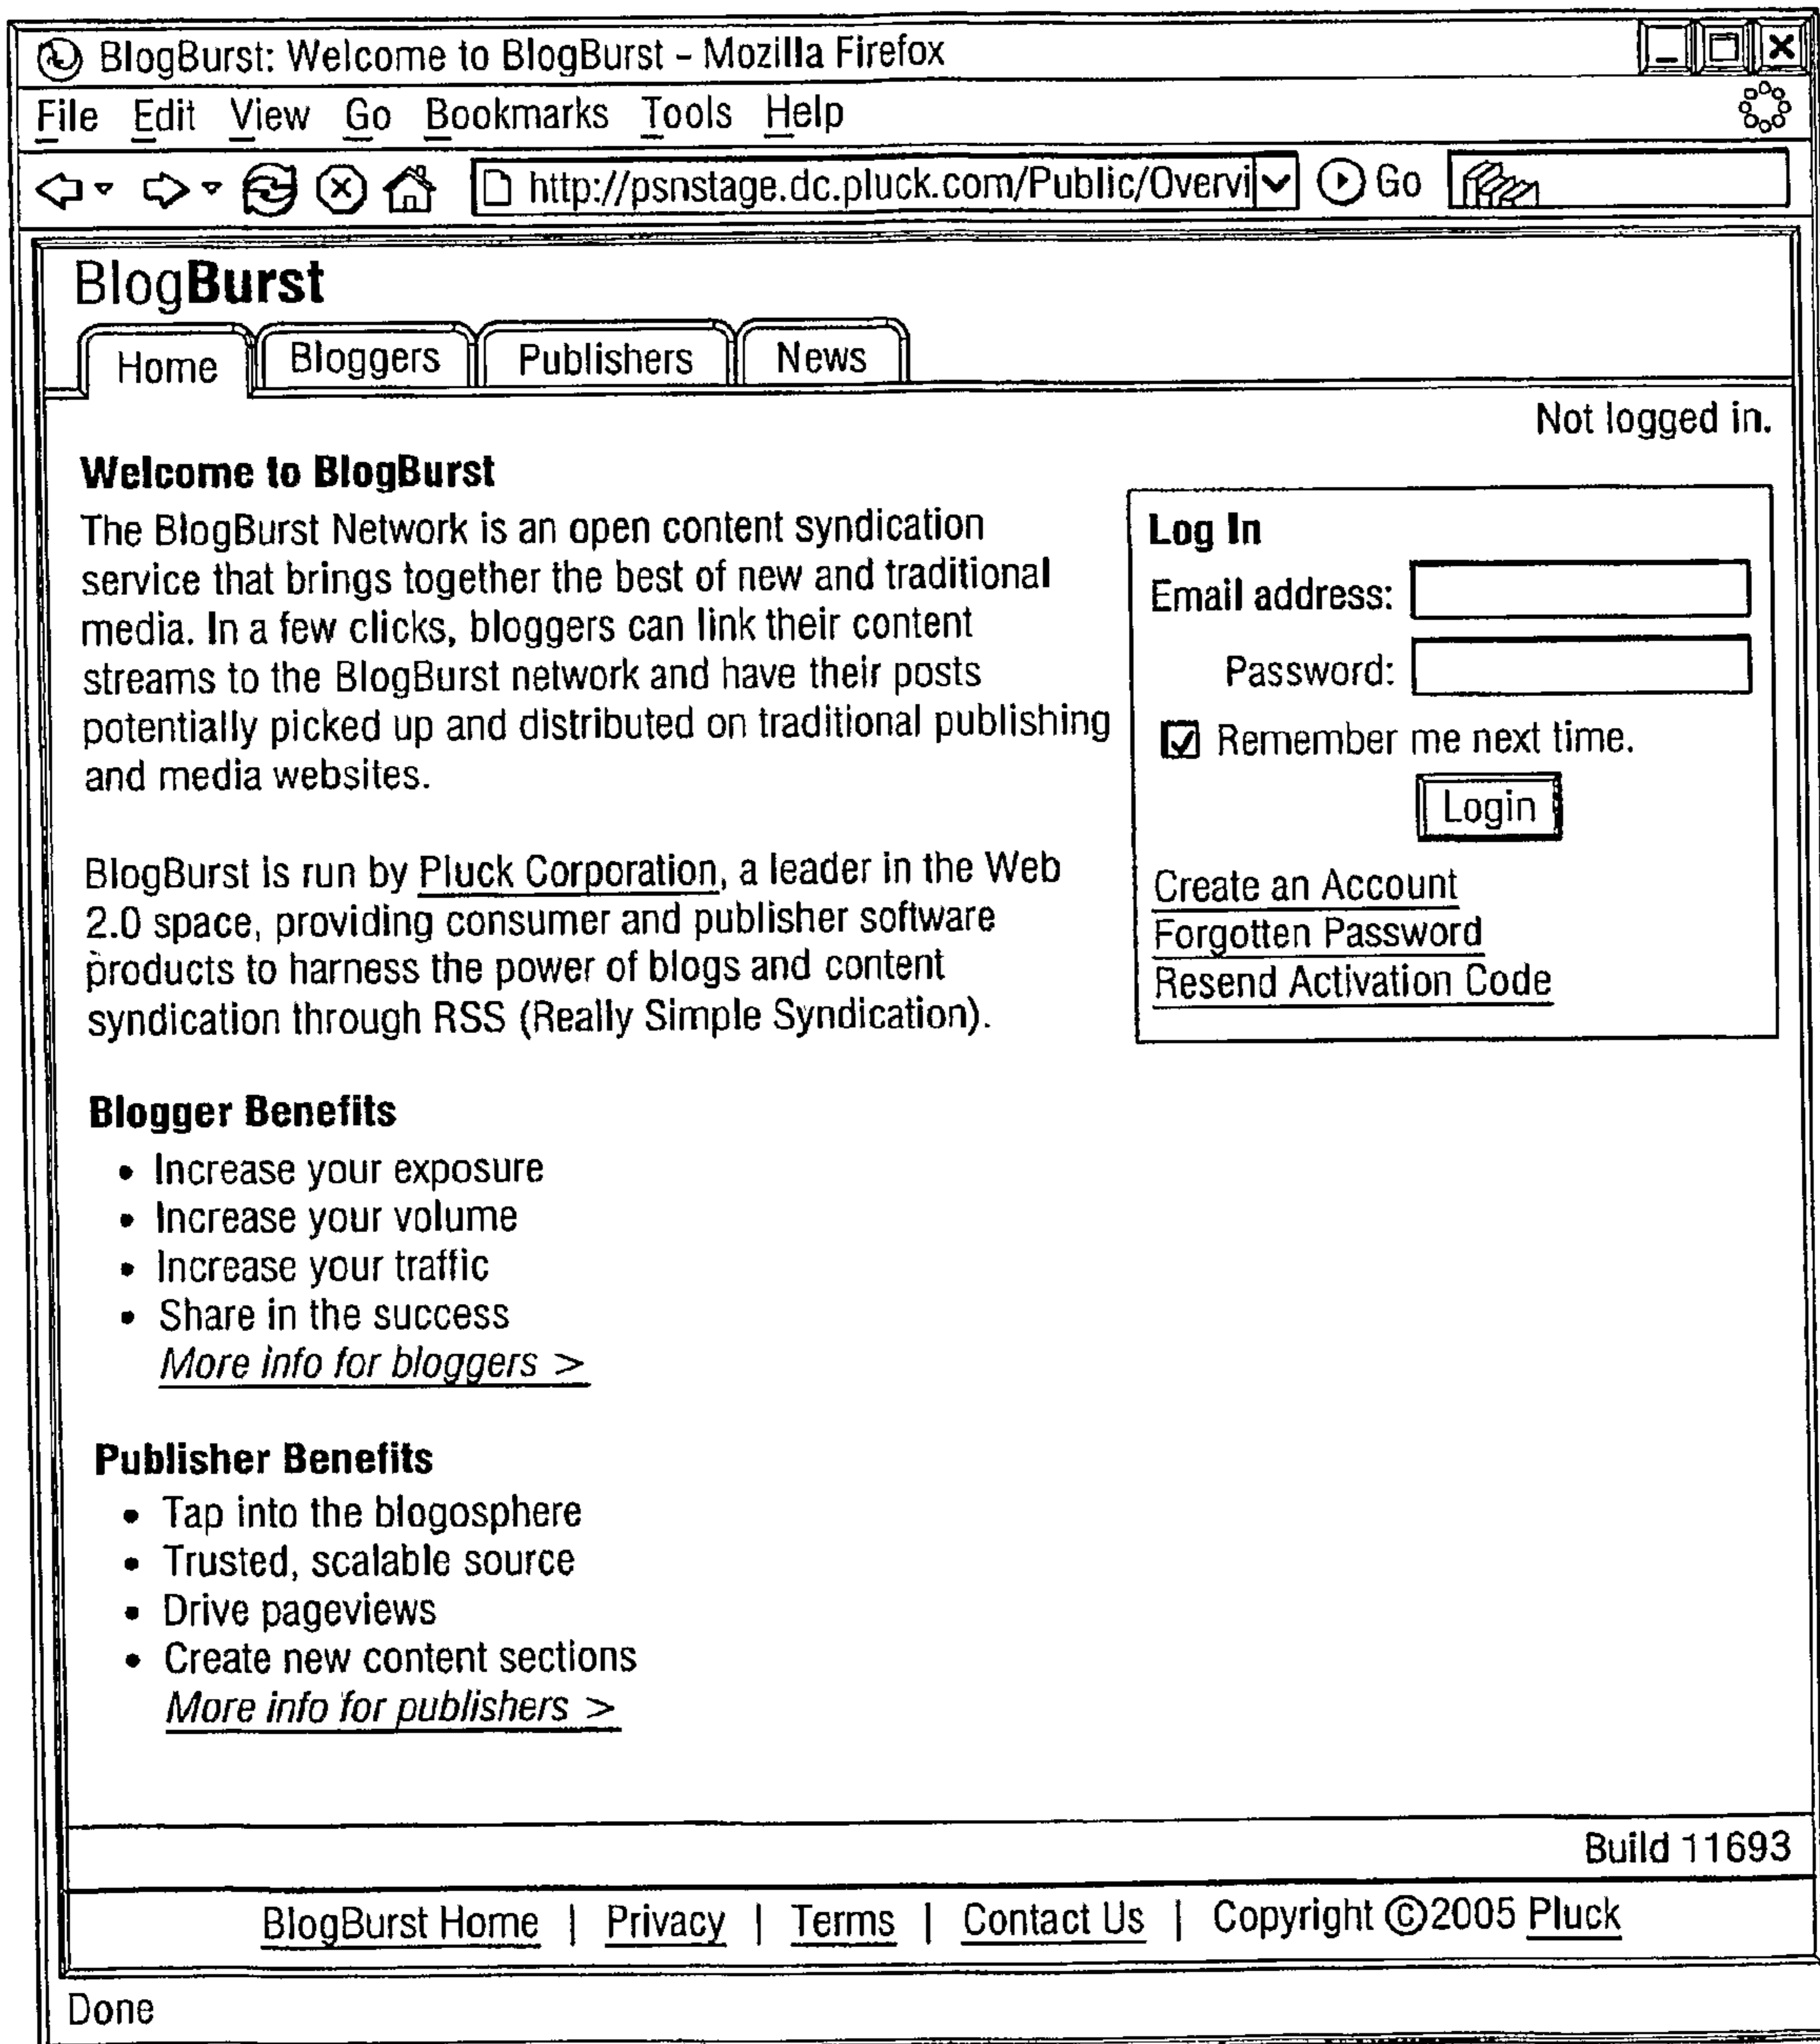 BlogBurst: Welcome to BlogBurst - Mozilla Firefox
File Edit View Go Bookmarks Tools Help
http://psnstage.dc.pluck.com/Public/Overvi Go
BlogBurst
Home Bloggers Publishers News
Not logged in.
Welcome to BlogBurst
The BlogBurst Network is an open content syndication
service that brings together the best of new and traditional
media. In a few clicks, bloggers can link their content
streams to the BlogBurst network and have their posts
potentially picked up and distributed on traditional publishing
and media websites.
BlogBurst is run by Pluck Corporation, a leader in the Web
2.0 space, providing consumer and publisher software
products to harness the power of blogs and content
syndication through RSS (Really Simple Syndication).
Log In
Email address:
Password:
Remember me next time.
Login
Create an Account
Forgotten Password
Resend Activation Code
Blogger Benefits
• Increase your exposure
• Increase your volume
• Increase your traffic
• Share in the success
More info for bloggers >
Publisher Benefits
• Tap into the blogosphere
• Trusted, scalable source
• Drive pageviews
• Create new content sections
More info for publishers >
Build 11693
BlogBurst Home | Privacy | Terms | Contact Us | Copyright ©2005 Pluck
Done